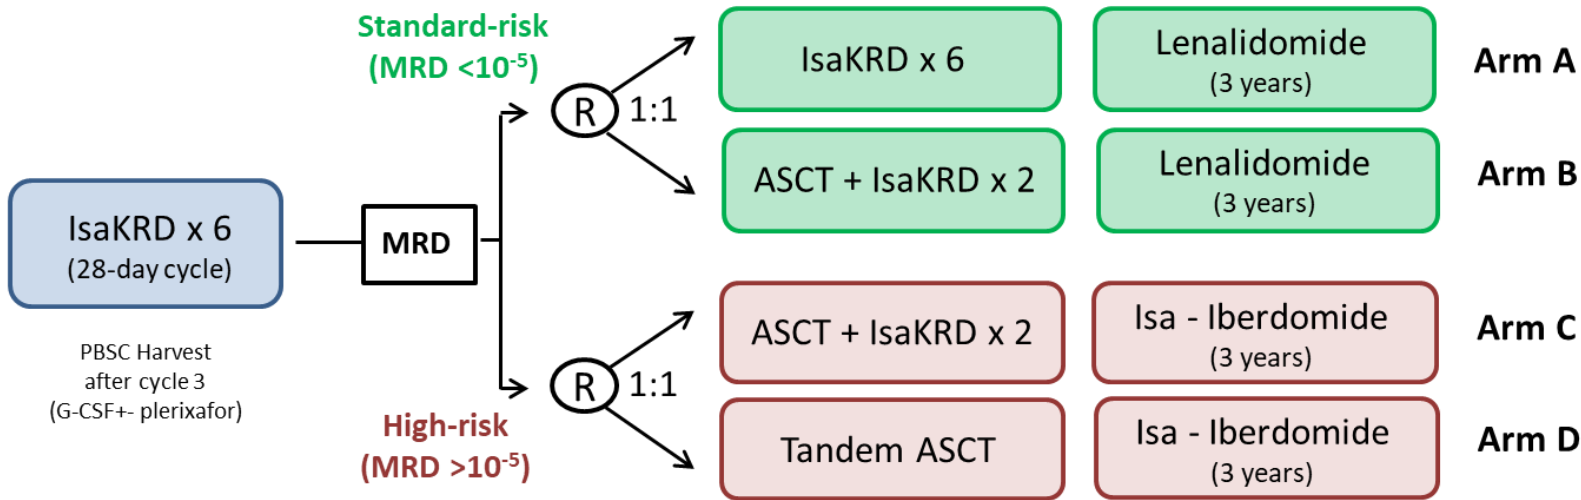 IsaKRD x 6
(28-day cycle)
PBSC Harvest
after cycle 3
(G-CSF+- plerixafor)
MRD
Standard-risk
(MRD <10⁻⁵)
R 1:1
IsaKRD x 6
Lenalidomide
(3 years)
Arm A
ASCT + IsaKRD x 2
Lenalidomide
(3 years)
Arm B
High-risk
(MRD >10⁻⁵)
R 1:1
ASCT + IsaKRD x 2
Isa - Iberdomide
(3 years)
Arm C
Tandem ASCT
Isa - Iberdomide
(3 years)
Arm D